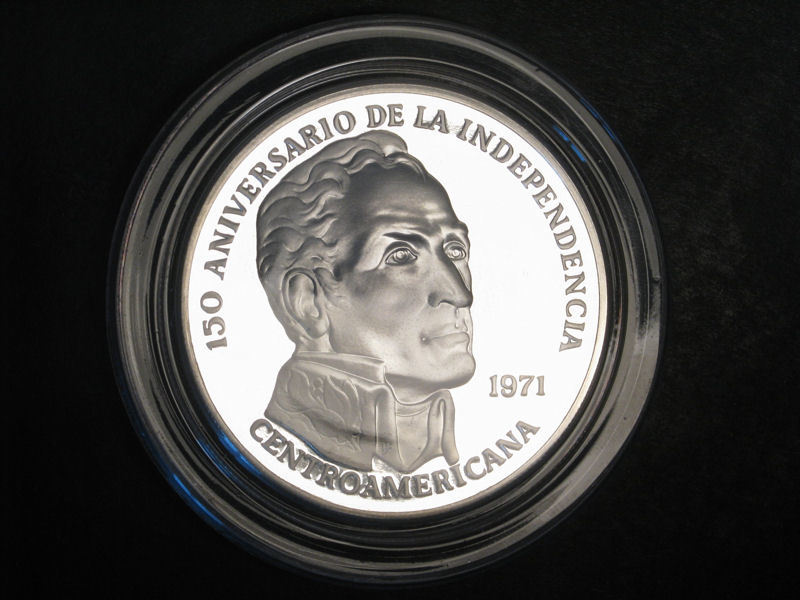 150 ANIVERSARIO DE LA INDEPENDENCIA
1971
CENTROAMERICANA